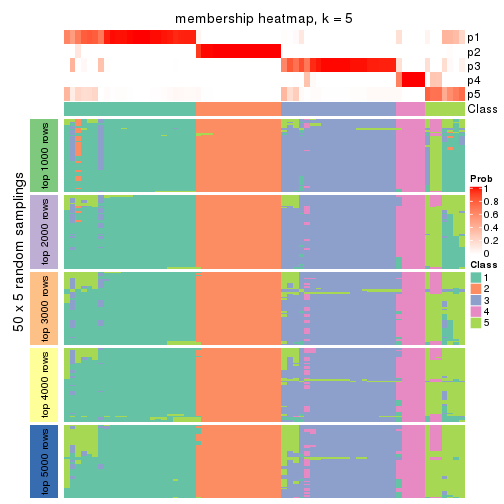 membership heatmap, k = 5
p1
p2
p3
p4
p5
Class
50 x 5 random samplings
top 1000 rows
top 2000 rows
top 3000 rows
top 4000 rows
top 5000 rows
Prob
1
0.8
0.6
0.4
0.2
0
Class
1
2
3
4
5